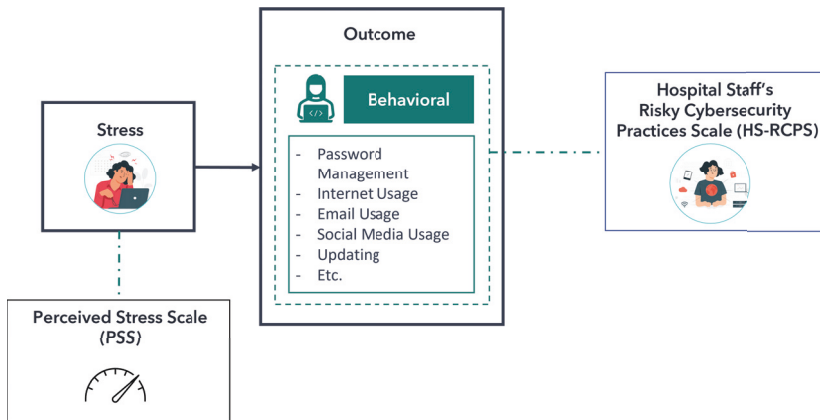 Outcome
Behavioral
</>
- Password
Management
- Internet Usage
- Email Usage
- Social Media Usage
- Updating
- Etc.
Stress
Perceived Stress Scale
(PSS)
Hospital Staff's
Risky Cybersecurity
Practices Scale (HS-RCPS)